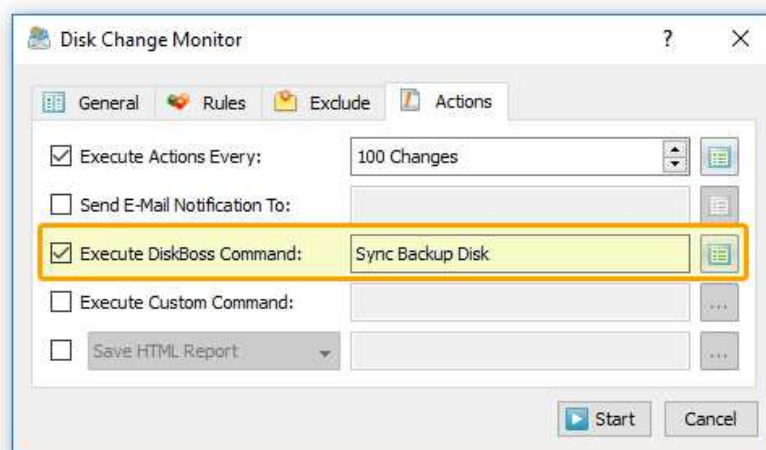 Disk Change Monitor ?
General Rules Exclude Actions
Execute Actions Every: 100 Changes
Send E-Mail Notification To:
Execute DiskBoss Command: Sync Backup Disk
Execute Custom Command: ...
Save HTML Report ...
Start Cancel